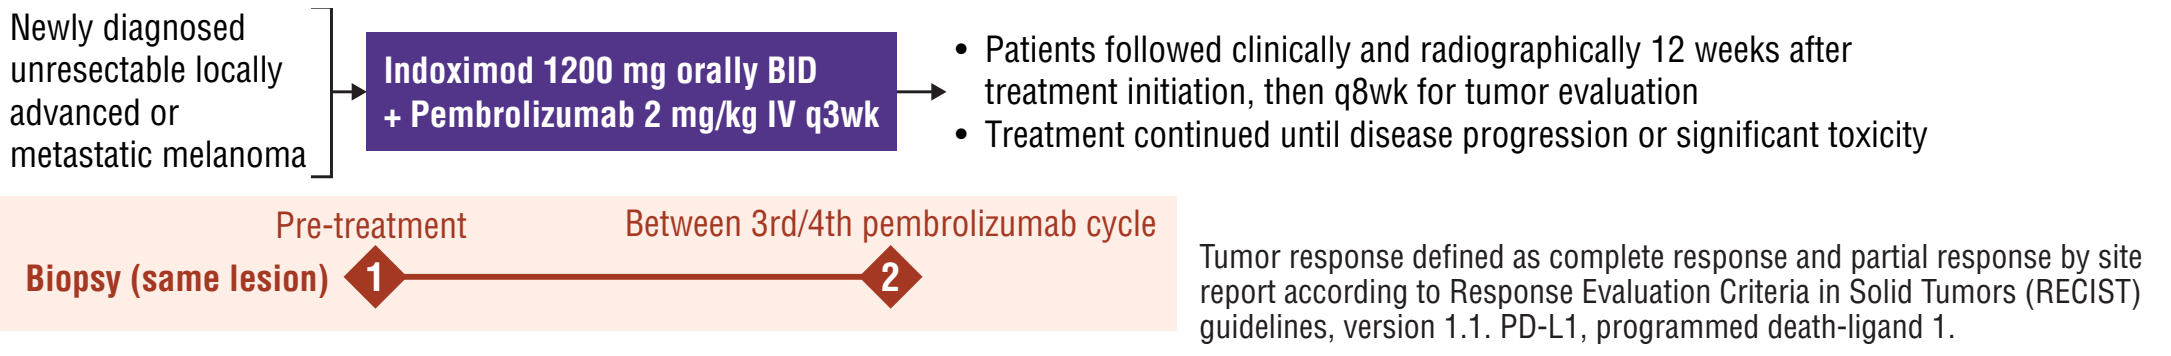 Newly diagnosed
unresectable locally
advanced or
metastatic melanoma
Indoximod 1200 mg orally BID
+ Pembrolizumab 2 mg/kg IV q3wk
• Patients followed clinically and radiographically 12 weeks after
treatment initiation, then q8wk for tumor evaluation
• Treatment continued until disease progression or significant toxicity
Pre-treatment
Between 3rd/4th pembrolizumab cycle
Biopsy (same lesion) 1 2
Tumor response defined as complete response and partial response by site
report according to Response Evaluation Criteria in Solid Tumors (RECIST)
guidelines, version 1.1. PD-L1, programmed death-ligand 1.